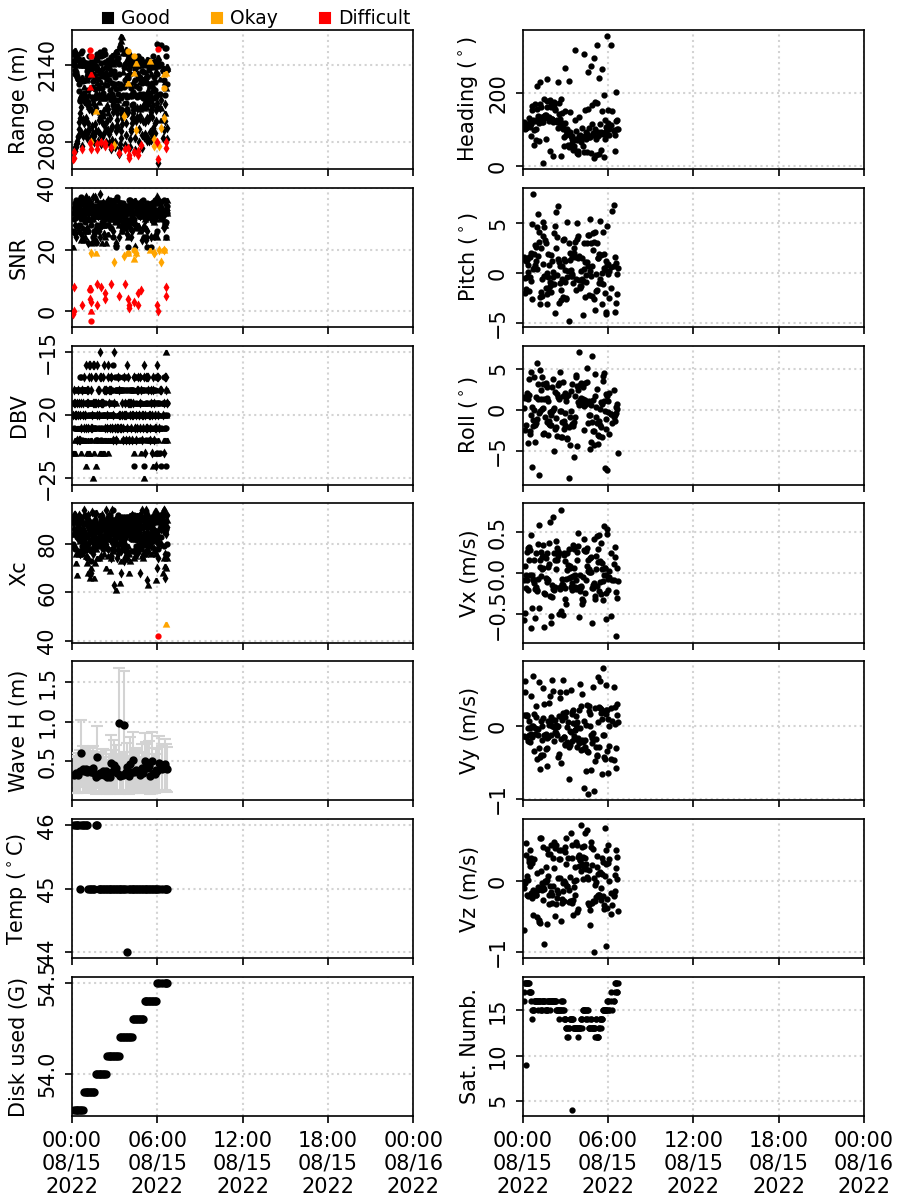 Good Okay Difficult
Range (m)
2140
2080
Heading (°)
200
0
SNR
40
20
0
Pitch (°)
5
0
−5
DBV
−15
−20
−25
Roll (°)
5
0
−5
Xc
80
60
40
Vx (m/s)
0.5
0.0
−0.5
Wave H (m)
1.5
1.0
0.5
Vy (m/s)
0
−1
Temp (°C)
46
45
44
Vz (m/s)
0
−1
Disk used (G)
54.5
54.0
Sat. Numb.
15
10
5
00:00 06:00 12:00 18:00 00:00
08/15 08/15 08/15 08/15 08/16
2022 2022 2022 2022 2022
00:00 06:00 12:00 18:00 00:00
08/15 08/15 08/15 08/15 08/16
2022 2022 2022 2022 2022